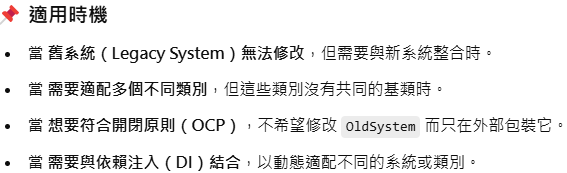 📌 適用時機
• 當 舊系統（Legacy System）無法修改，但需要與新系統整合時。
• 當 需要適配多個不同類別，但這些類別沒有共同的基類時。
• 當 想要符合開閉原則（OCP），不希望修改 OldSystem 而只在外部包裝它。
• 當 需要與依賴注入（DI）結合，以動態適配不同的系統或類別。